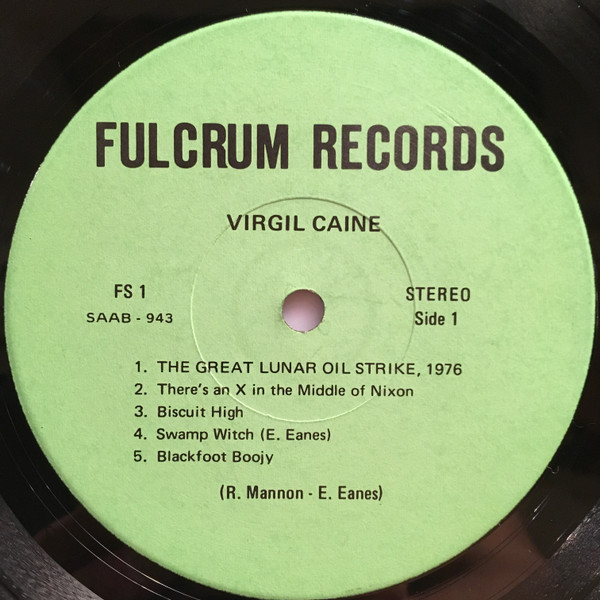 FULCRUM RECORDS
VIRGIL CAINE
FS 1
SAAB - 943
STEREO
Side 1
1. THE GREAT LUNAR OIL STRIKE, 1976
2. There's an X in the Middle of Nixon
3. Biscuit High
4. Swamp Witch (E. Eanes)
5. Blackfoot Boojy
(R. Mannon - E. Eanes)